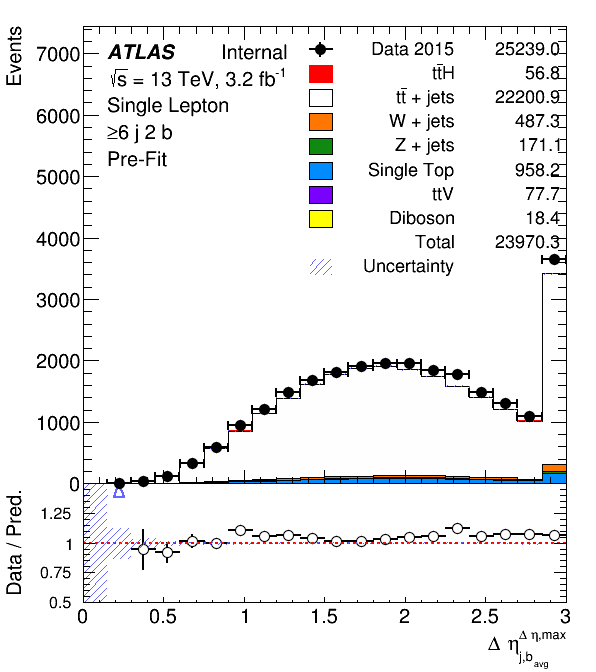 Events
7000
6000
5000
4000
3000
2000
1000
0
ATLAS Internal
√s = 13 TeV, 3.2 fb⁻¹
Single Lepton
≥6 j 2 b
Pre-Fit
Data 2015 25239.0
tt̄H 56.8
tt̄ + jets 22200.9
W + jets 487.3
Z + jets 171.1
Single Top 958.2
ttV 77.7
Diboson 18.4
Total 23970.3
Uncertainty
Data / Pred.
1.25
1
0.75
0.5
0 0.5 1 1.5 2 2.5 3
Δ η_{j,b_{avg}}^{Δ η,max}